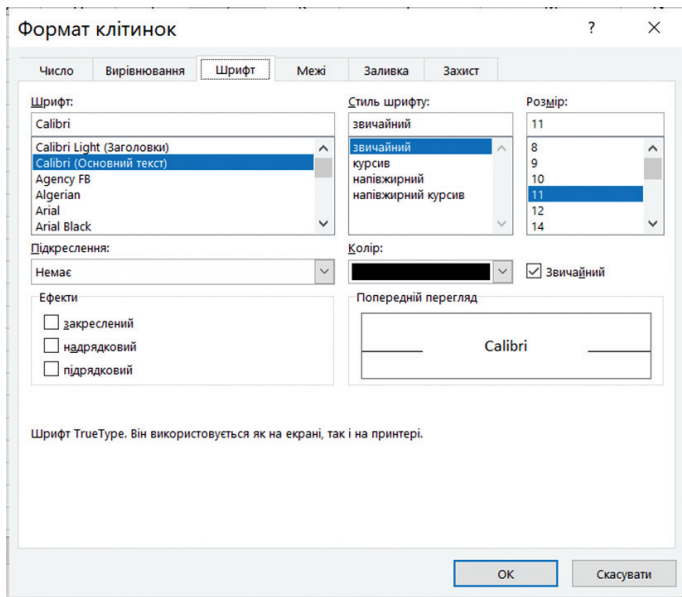 Формат клітинок
?
×
Число
Вирівнювання
Шрифт
Межі
Заливка
Захист
Шрифт:
Calibri
Calibri Light (Заголовки)
Calibri (Основний текст)
Agency FB
Algerian
Arial
Arial Black
Стиль шрифту:
звичайний
звичайний
курсив
напівжирний
напівжирний курсив
Розмір:
11
8
9
10
11
12
14
Підкреслення:
Немає
Колір:
Звичайний
Ефекти
закреслений
надрядковий
підрядковий
Попередній перегляд
Calibri
Шрифт TrueType. Він використовується як на екрані, так і на принтері.
ОК
Скасувати